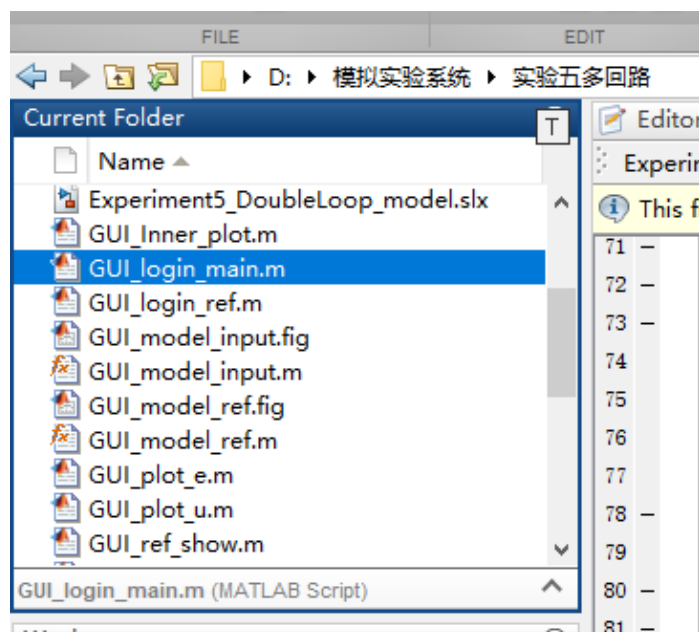 FILE EDIT
D: 模拟实验系统 实验五多回路
Current Folder T Editor
Name Experin
Experiment5_DoubleLoop_model.slx This f
GUI_Inner_plot.m 71
GUI_login_main.m 72
GUI_login_ref.m 73
GUI_model_input.fig 74
GUI_model_input.m 75
GUI_model_ref.fig 76
GUI_model_ref.m 77
GUI_plot_e.m 78
GUI_plot_u.m 79
GUI_ref_show.m 80
GUI_login_main.m (MATLAB Script) 81